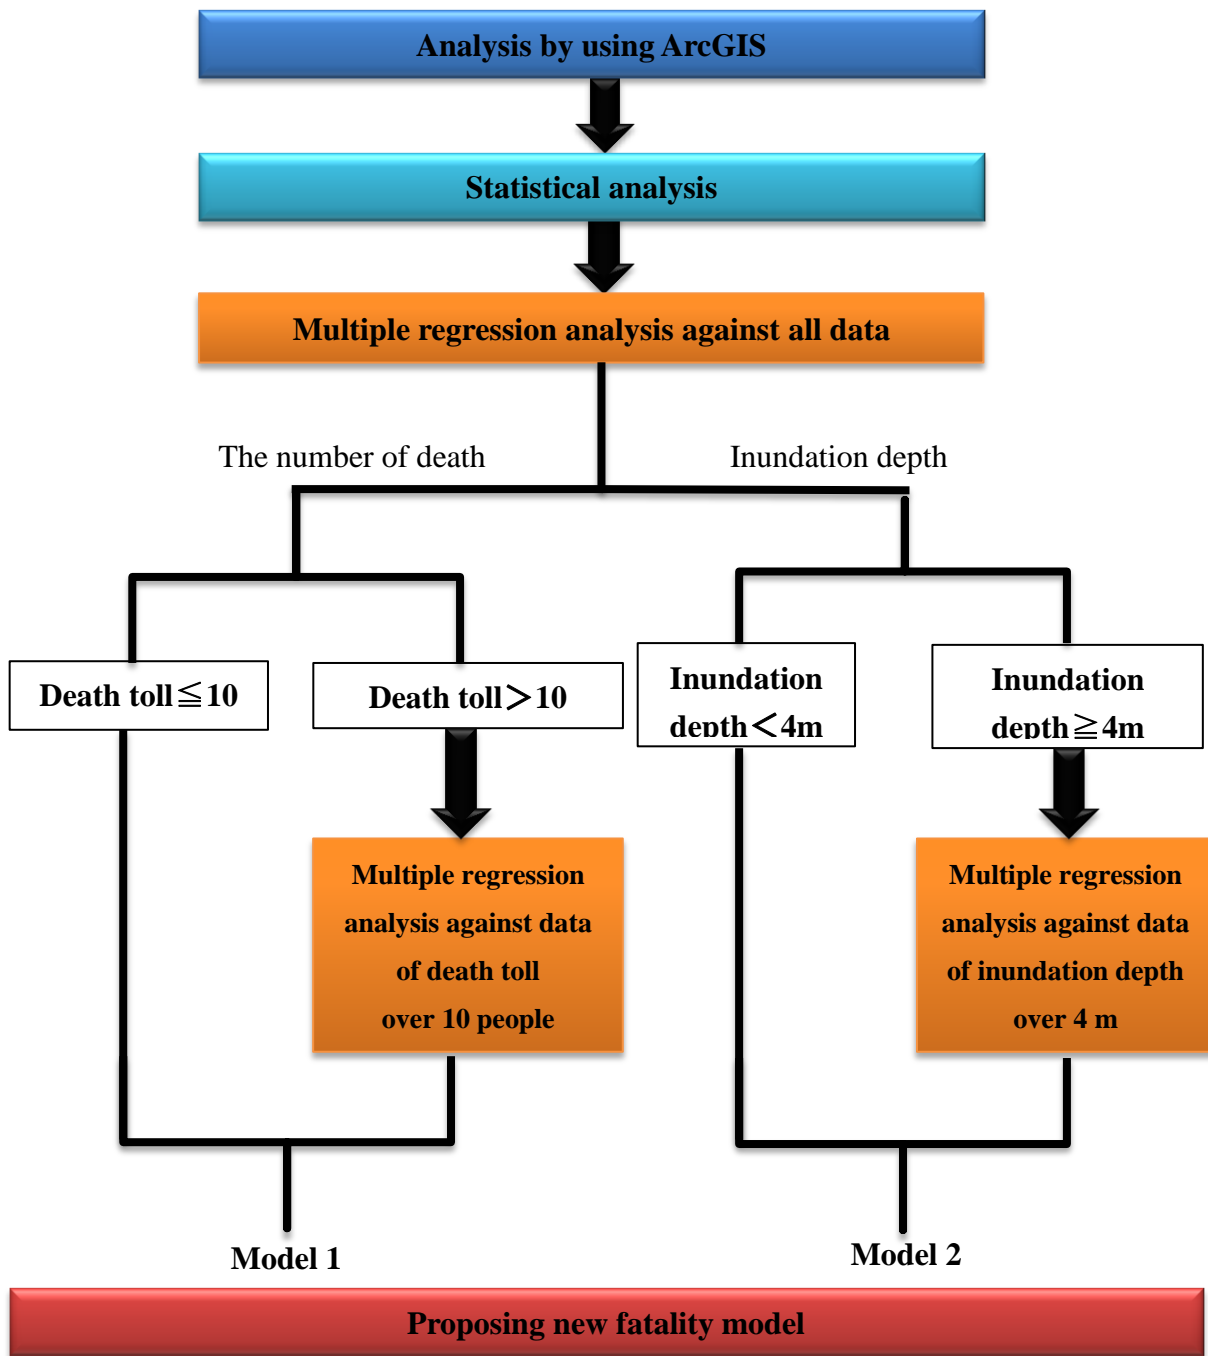 Analysis by using ArcGIS
Statistical analysis
Multiple regression analysis against all data
The number of death
Inundation depth
Death toll≦10
Death toll＞10
Inundation
depth＜4m
Inundation
depth≧4m
Multiple regression
analysis against data
of death toll
over 10 people
Multiple regression
analysis against data
of inundation depth
over 4 m
Model 1
Model 2
Proposing new fatality model